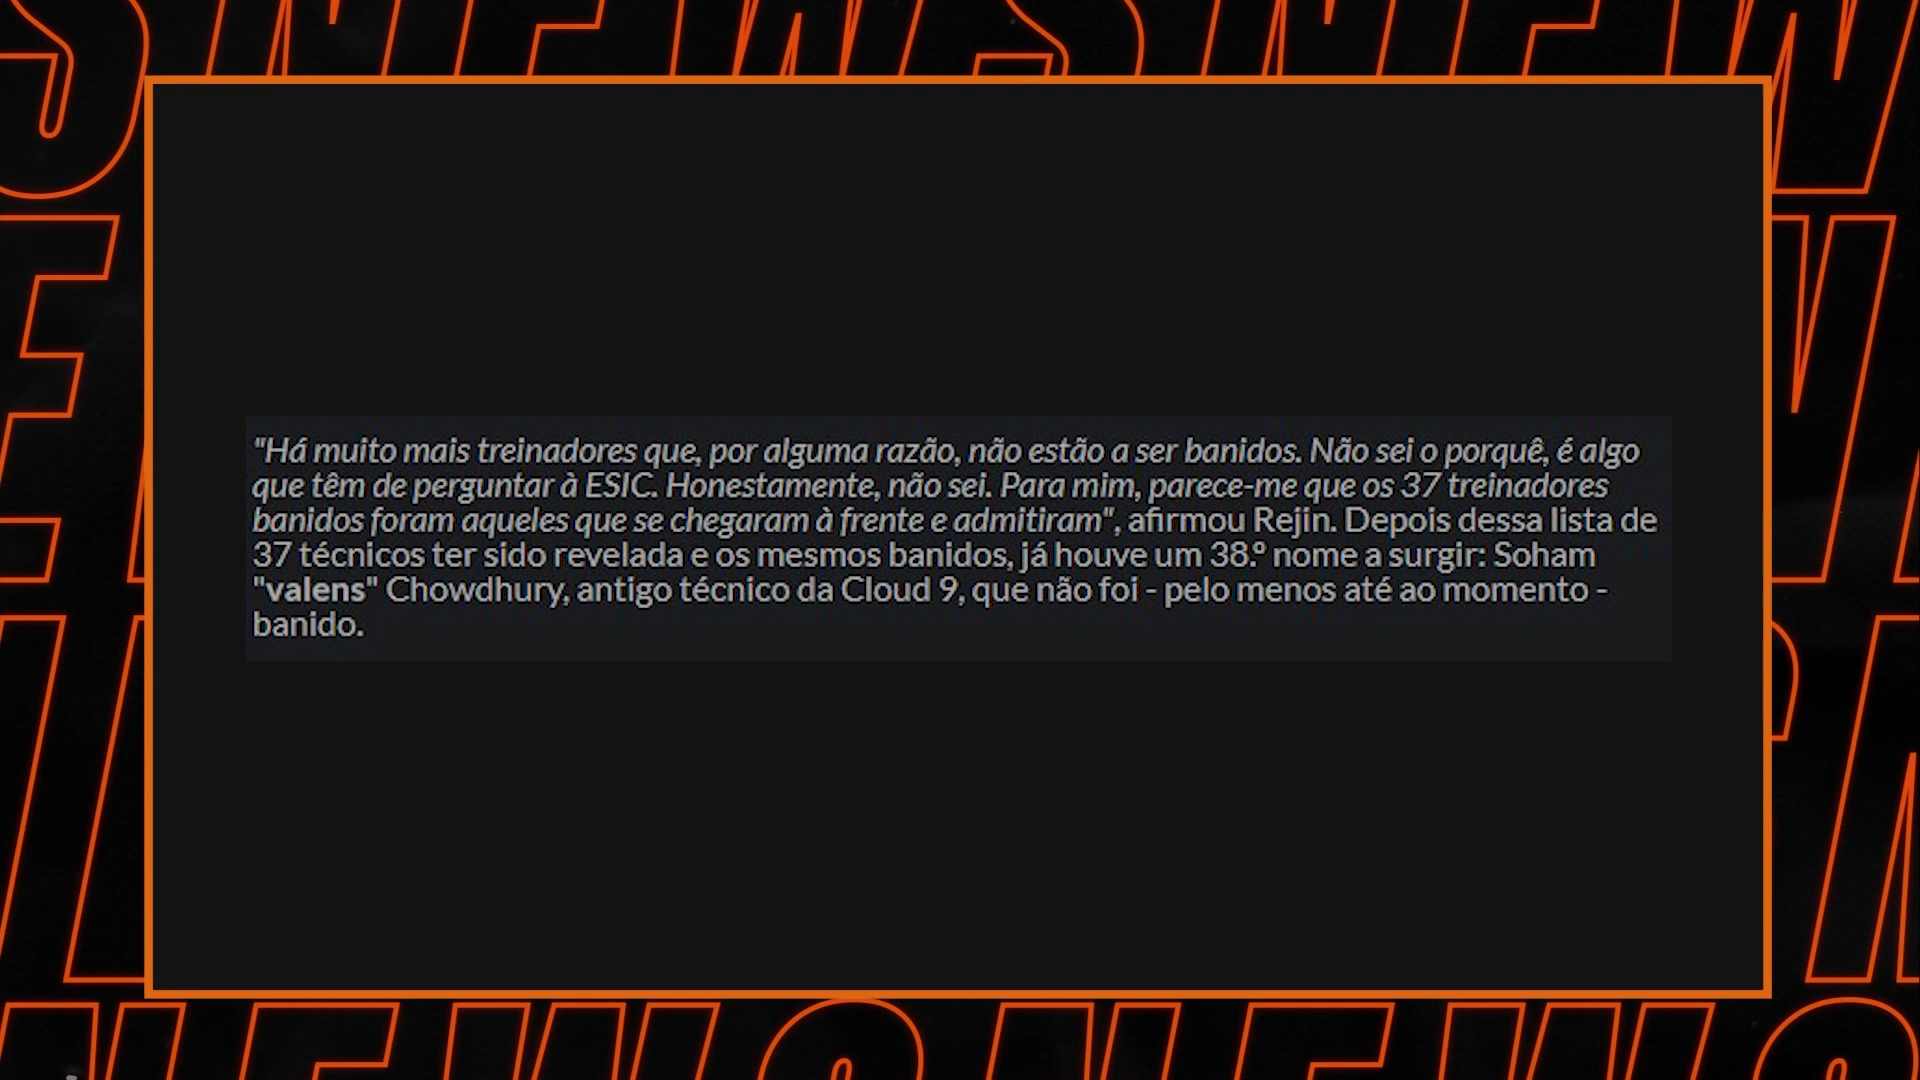 SNEWSNEW
"Há muito mais treinadores que, por alguma razão, não estão a ser banidos. Não sei o porquê, é algo
que têm de perguntar à ESIC. Honestamente, não sei. Para mim, parece-me que os 37 treinadores
banidos foram aqueles que se chegaram à frente e admitiram", afirmou Rejin. Depois dessa lista de
37 técnicos ter sido revelada e os mesmos banidos, já houve um 38.º nome a surgir: Soham
"valens" Chowdhury, antigo técnico da Cloud 9, que não foi - pelo menos até ao momento -
banido.